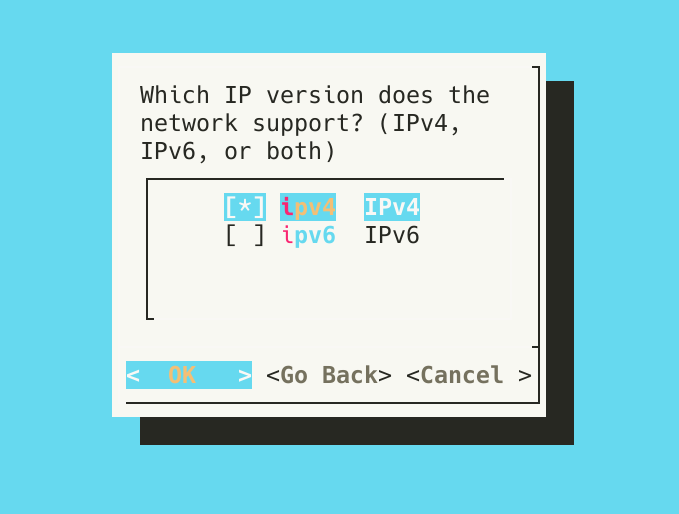 Which IP version does the
network support? (IPv4,
IPv6, or both)
[*] ipv4  IPv4
[ ] ipv6  IPv6
<  OK   > <Go Back> <Cancel >